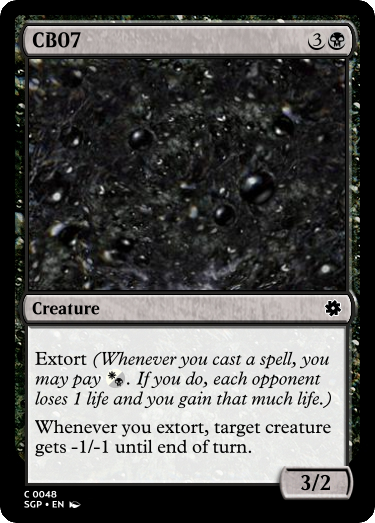 CB07
3
Creature
Extort (Whenever you cast a spell, you
may pay . If you do, each opponent
loses 1 life and you gain that much life.)
Whenever you extort, target creature
gets -1/-1 until end of turn.
3/2
C 0048
SGP • EN